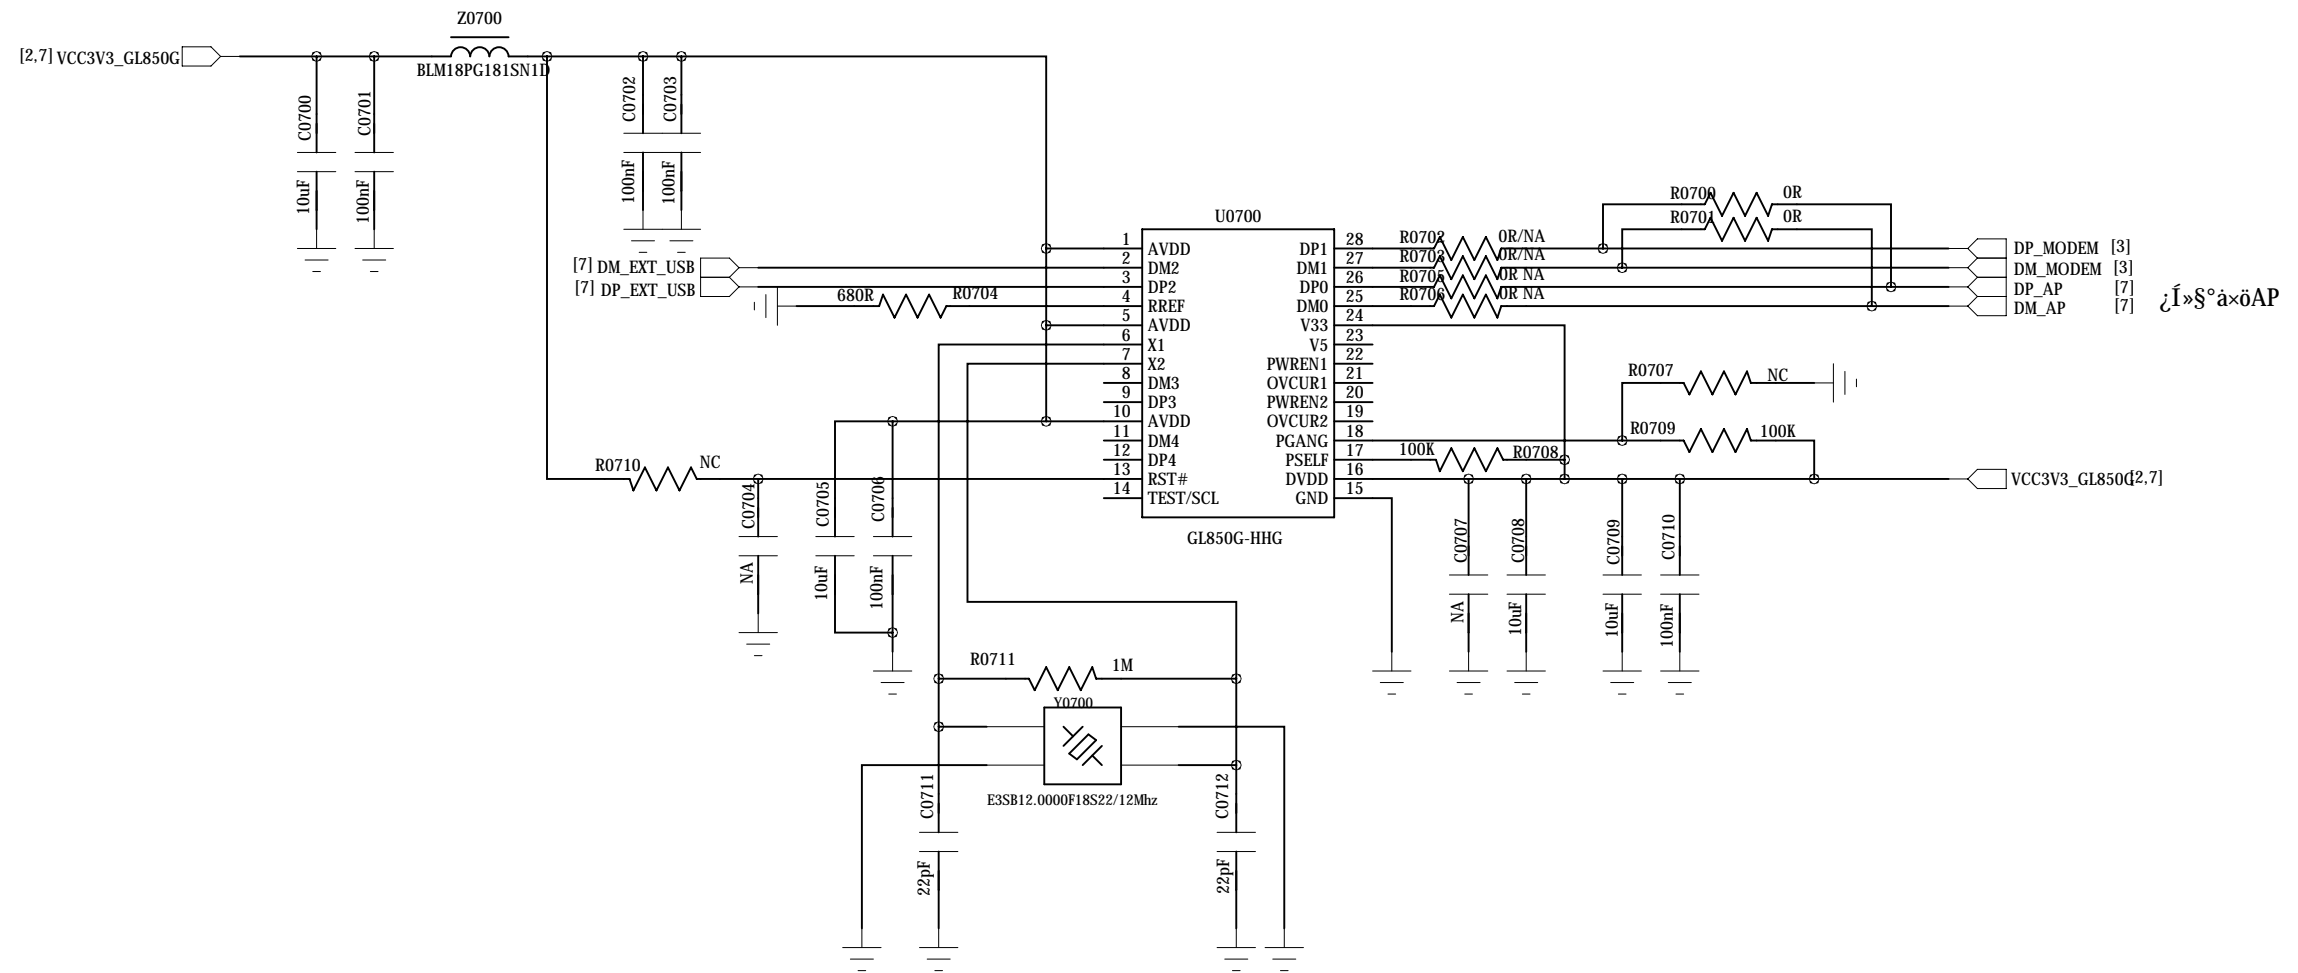 Z0700
[2,7] VCC3V3_GL850G
BLM18PG181SN1D
C0700
10uF
C0701
100nF
C0702
100nF
C0703
100nF
[7] DM_EXT_USB
[7] DP_EXT_USB
680R R0704
U0700
1 AVDD
2 DM2
3 DP2
4 RREF
5 AVDD
6 X1
7 X2
8 DM3
9 DP3
10 AVDD
11 DM4
12 DP4
13 RST#
14 TEST/SCL
DP1 28
DM1 27
DP0 26
DM0 25
V33 24
V5 23
PWREN1 22
OVCUR1 21
PWREN2 20
OVCUR2 19
PGANG 18
PSELF 17
DVDD 16
GND 15
GL850G-HHG
R0700 0R
R0701 0R
R0702 0R/NA
R0703 0R/NA
R0705 0R NA
R0706 0R NA
DP_MODEM [3]
DM_MODEM [3]
DP_AP [7]
DM_AP [7]
¿Í»§°å×öAP
R0707 NC
R0709 100K
100K R0708
VCC3V3_GL850G[2,7]
R0710 NC
C0704
NA
C0705
10uF
C0706
100nF
C0707
NA
C0708
10uF
C0709
10uF
C0710
100nF
R0711 1M
Y0700
E3SB12.0000F18S22/12Mhz
C0711
22pF
C0712
22pF